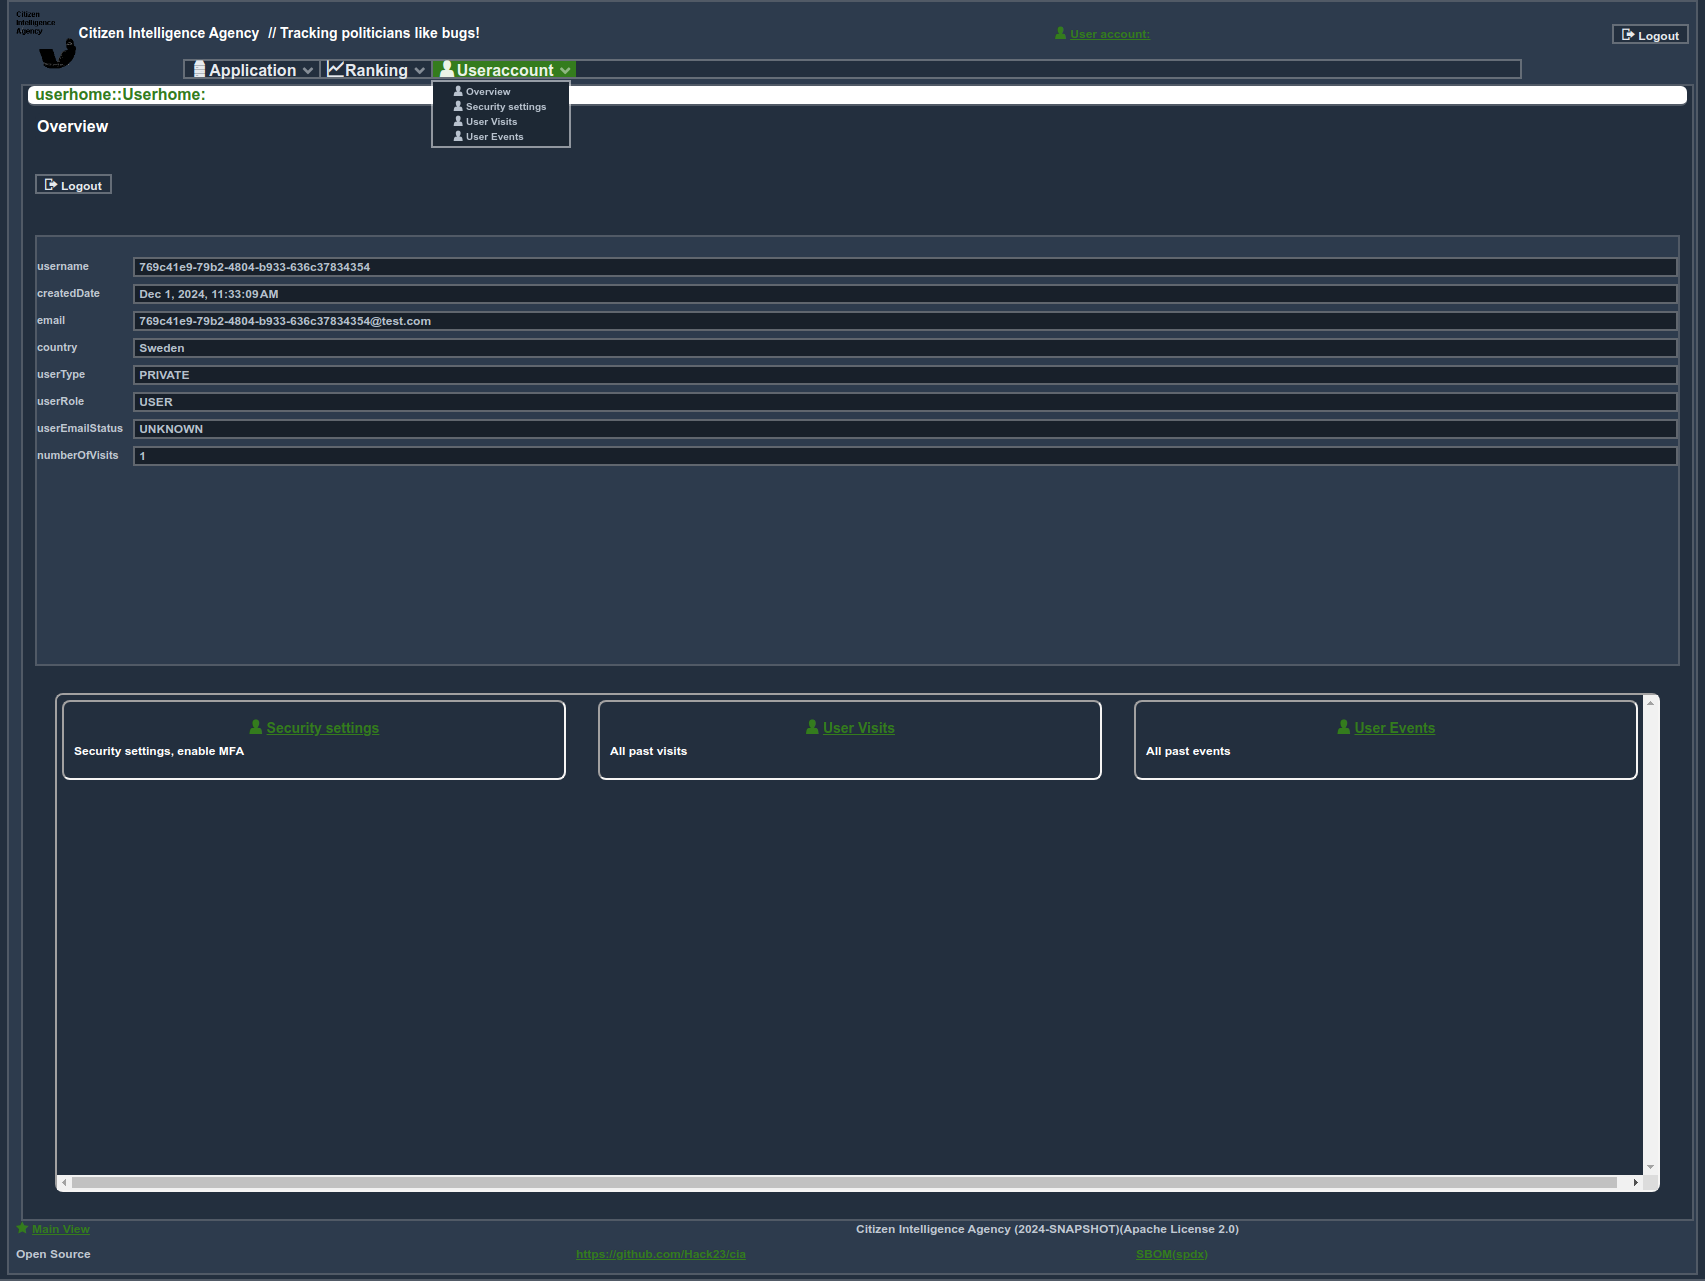 Citizen
Intelligence
Agency
Citizen Intelligence Agency // Tracking politicians like bugs!
User account:
Logout
Application
Ranking
Useraccount
userhome::Userhome:
Overview
Security settings
User Visits
User Events
Overview
Logout
username 769c41e9-79b2-4804-b933-636c37834354
createdDate Dec 1, 2024, 11:33:09 AM
email 769c41e9-79b2-4804-b933-636c37834354@test.com
country Sweden
userType PRIVATE
userRole USER
userEmailStatus UNKNOWN
numberOfVisits 1
Security settings
Security settings, enable MFA
User Visits
All past visits
User Events
All past events
Main View
Citizen Intelligence Agency (2024-SNAPSHOT)(Apache License 2.0)
Open Source
https://github.com/Hack23/cia
SBOM(spdx)